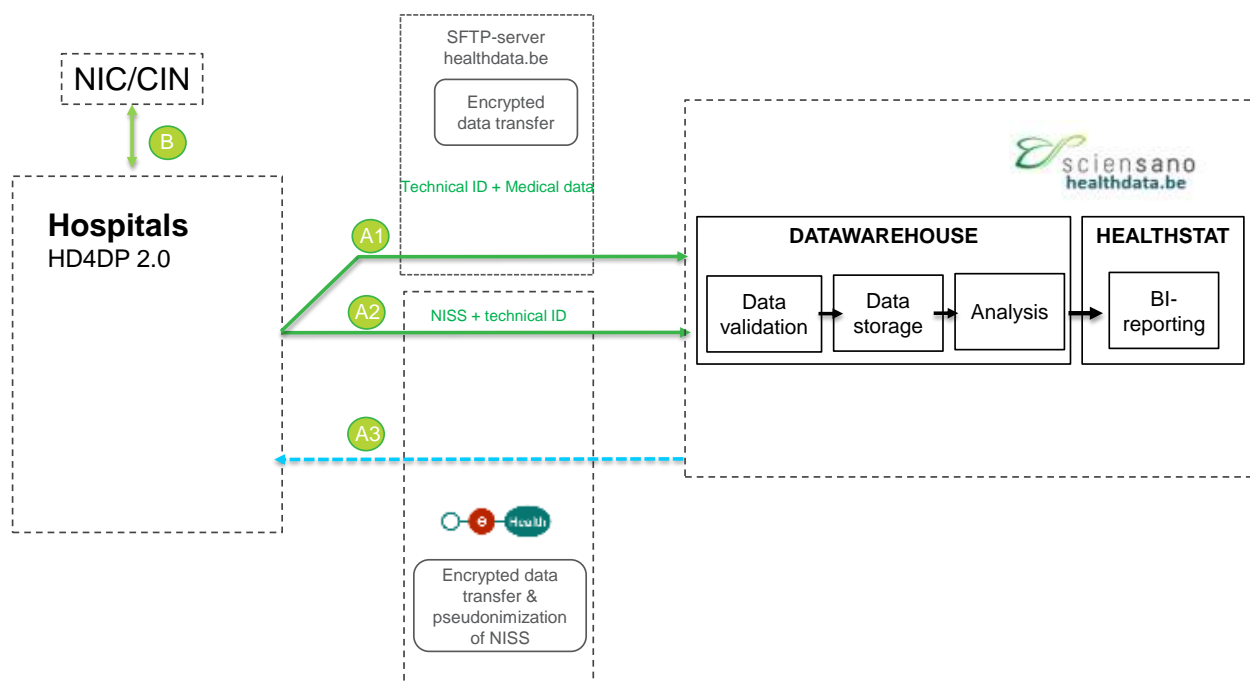 NIC/CIN
B
Hospitals
HD4DP 2.0
SFTP-server
healthdata.be
Encrypted
data transfer
Technical ID + Medical data
A1
A2
NISS + technical ID
A3
e
Health
Encrypted data
transfer &
pseudonimization
of NISS
sciensano
healthdata.be
DATAWAREHOUSE
Data
validation
Data
storage
Analysis
HEALTHSTAT
BI-
reporting